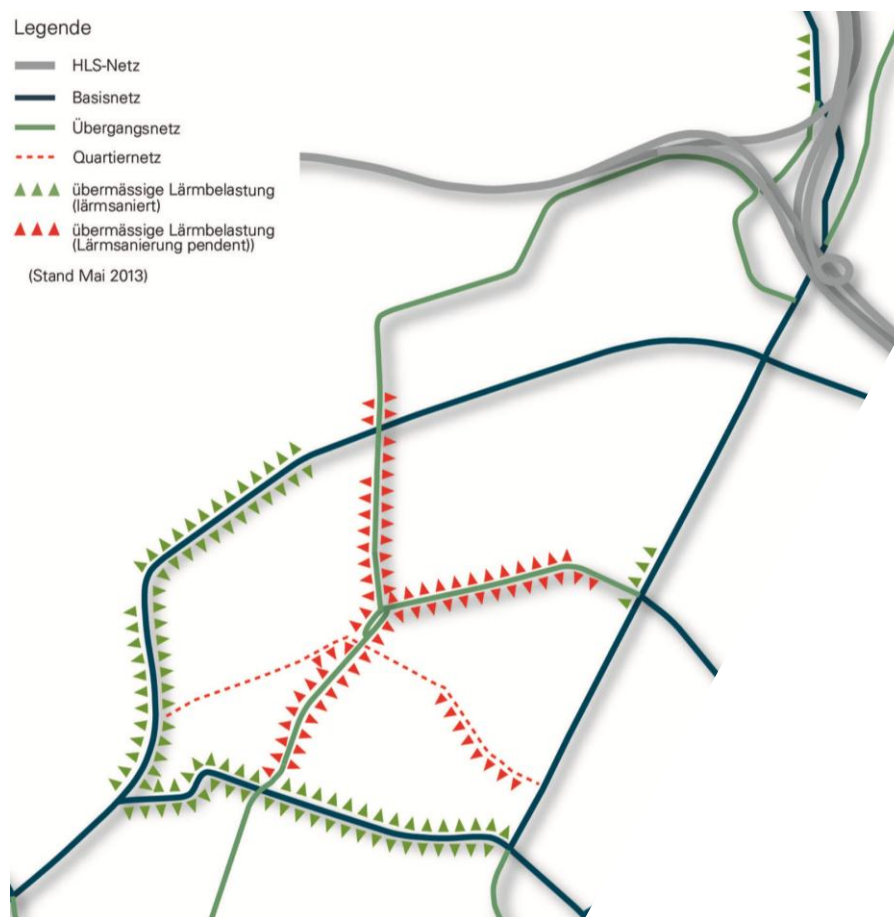 Legende
HLS-Netz
Basisnetz
Übergangsnetz
Quartiernetz
übermässige Lärmbelastung
(lärmsaniert)
übermässige Lärmbelastung
(Lärmsanierung pendent))
(Stand Mai 2013)